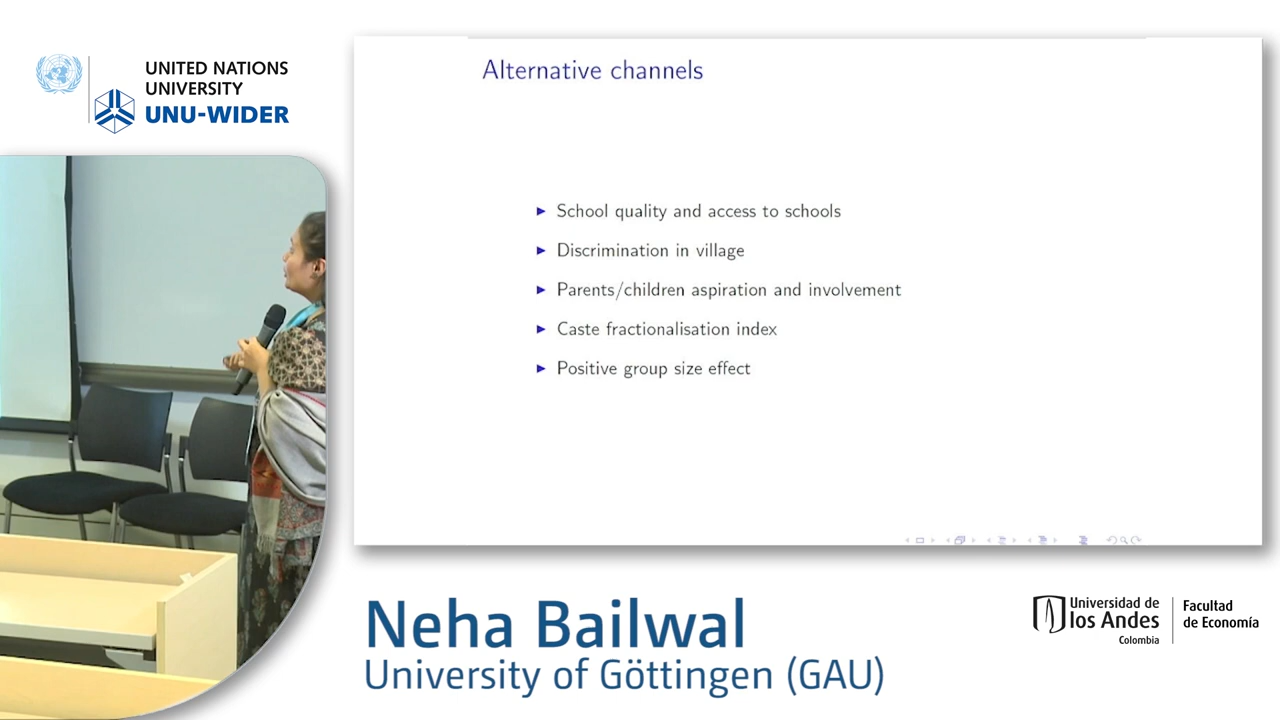 UNITED NATIONS
UNIVERSITY
UNU-WIDER
Alternative channels
School quality and access to schools
Discrimination in village
Parents/children aspiration and involvement
Caste fractionalisation index
Positive group size effect
Neha Bailwal
University of Göttingen (GAU)
Universidad de
los Andes
Colombia
Facultad
de Economía